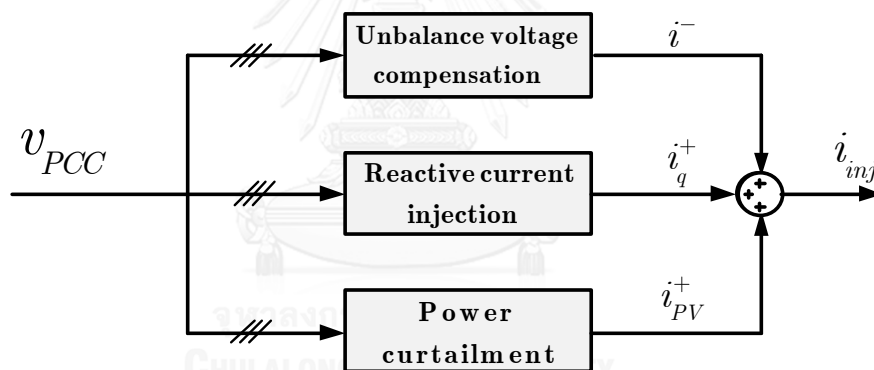 Unbalance voltage
compensation
i⁻
v_PCC
Reactive current
injection
i_q⁺
i_inj
Power
curtailment
i_PV⁺